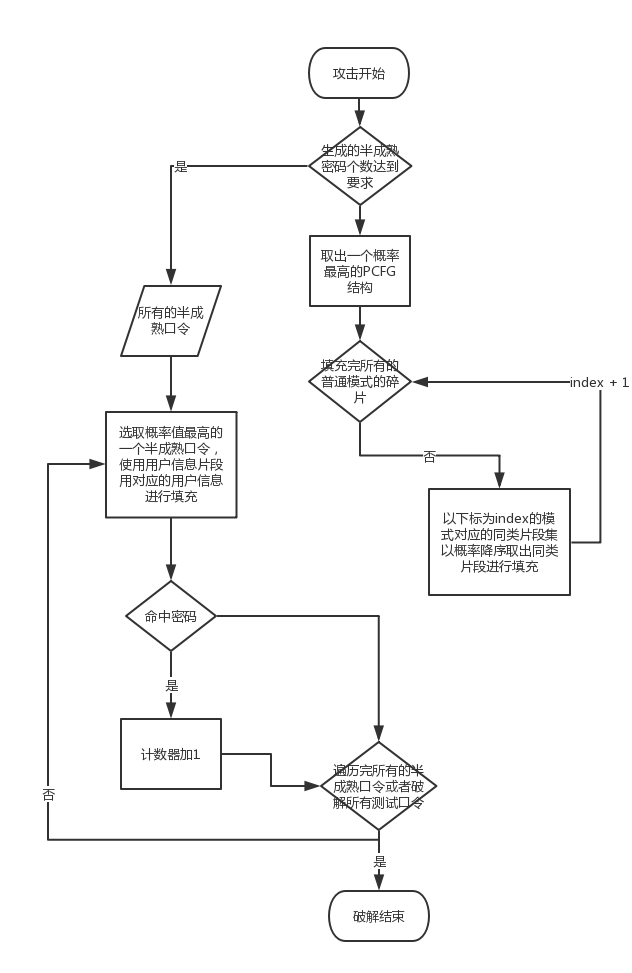 攻击开始
生成的半成熟
密码个数达到
要求
是
取出一个概率
最高的PCFG
结构
所有的半成
熟口令
填充完所有的
普通模式的碎
片
index + 1
否
选取概率值最高的
一个半成熟口令，
使用用户信息片段
用对应的用户信息
进行填充
以下标为index的模
式对应的同类片段集
以概率降序取出同类
片段进行填充
命中密码
是
计数器加1
遍历完所有的半
成熟口令或者破
解所有测试口令
否
是
破解结束